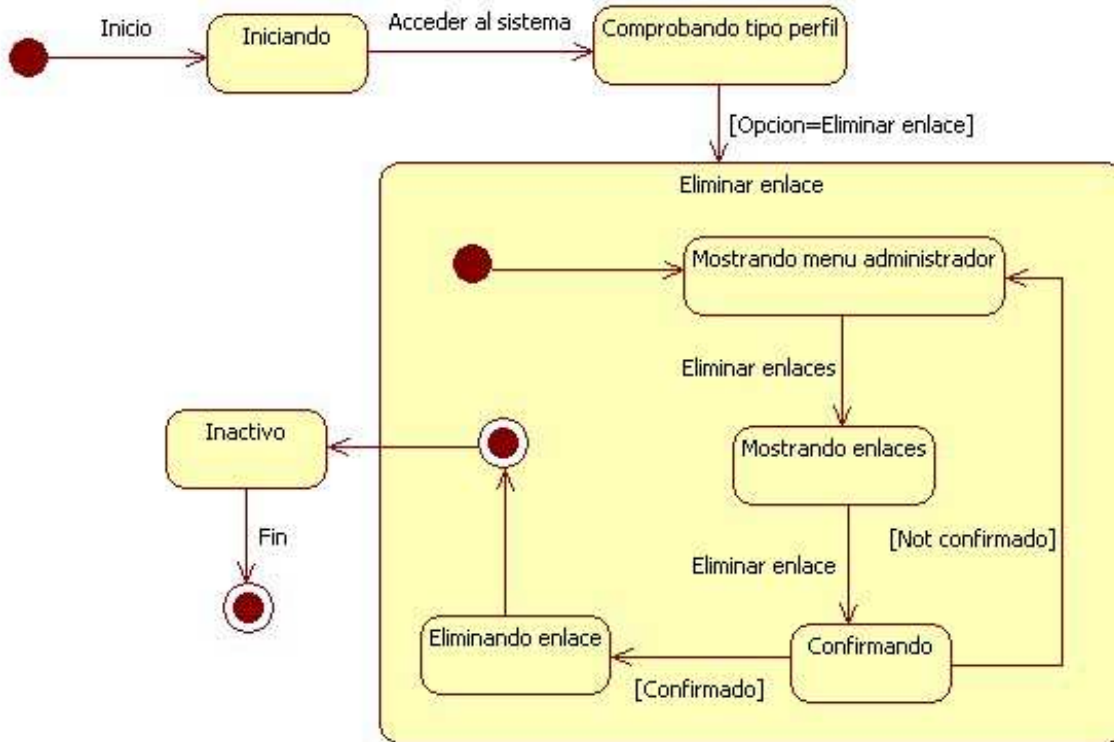 Inicio
Iniciando
Acceder al sistema
Comprobando tipo perfil
[Opcion=Eliminar enlace]
Eliminar enlace
Mostrando menu administrador
Eliminar enlaces
Inactivo
Mostrando enlaces
Fin
[Not confirmado]
Eliminar enlace
Eliminando enlace
Confirmando
[Confirmado]